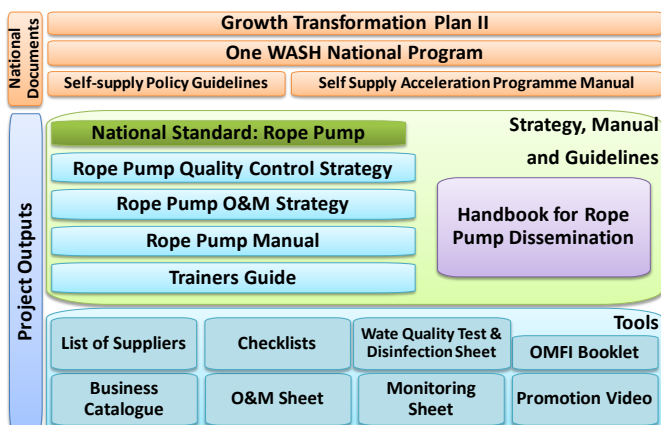 National
Documents
Growth Transformation Plan II
One WASH National Program
Self-supply Policy Guidelines
Self Supply Acceleration Programme Manual
Project Outputs
Strategy, Manual
and Guidelines
National Standard: Rope Pump
Rope Pump Quality Control Strategy
Rope Pump O&M Strategy
Rope Pump Manual
Trainers Guide
Handbook for Rope
Pump Dissemination
Tools
List of Suppliers
Checklists
Wate Quality Test &
Disinfection Sheet
OMFI Booklet
Business
Catalogue
O&M Sheet
Monitoring
Sheet
Promotion Video